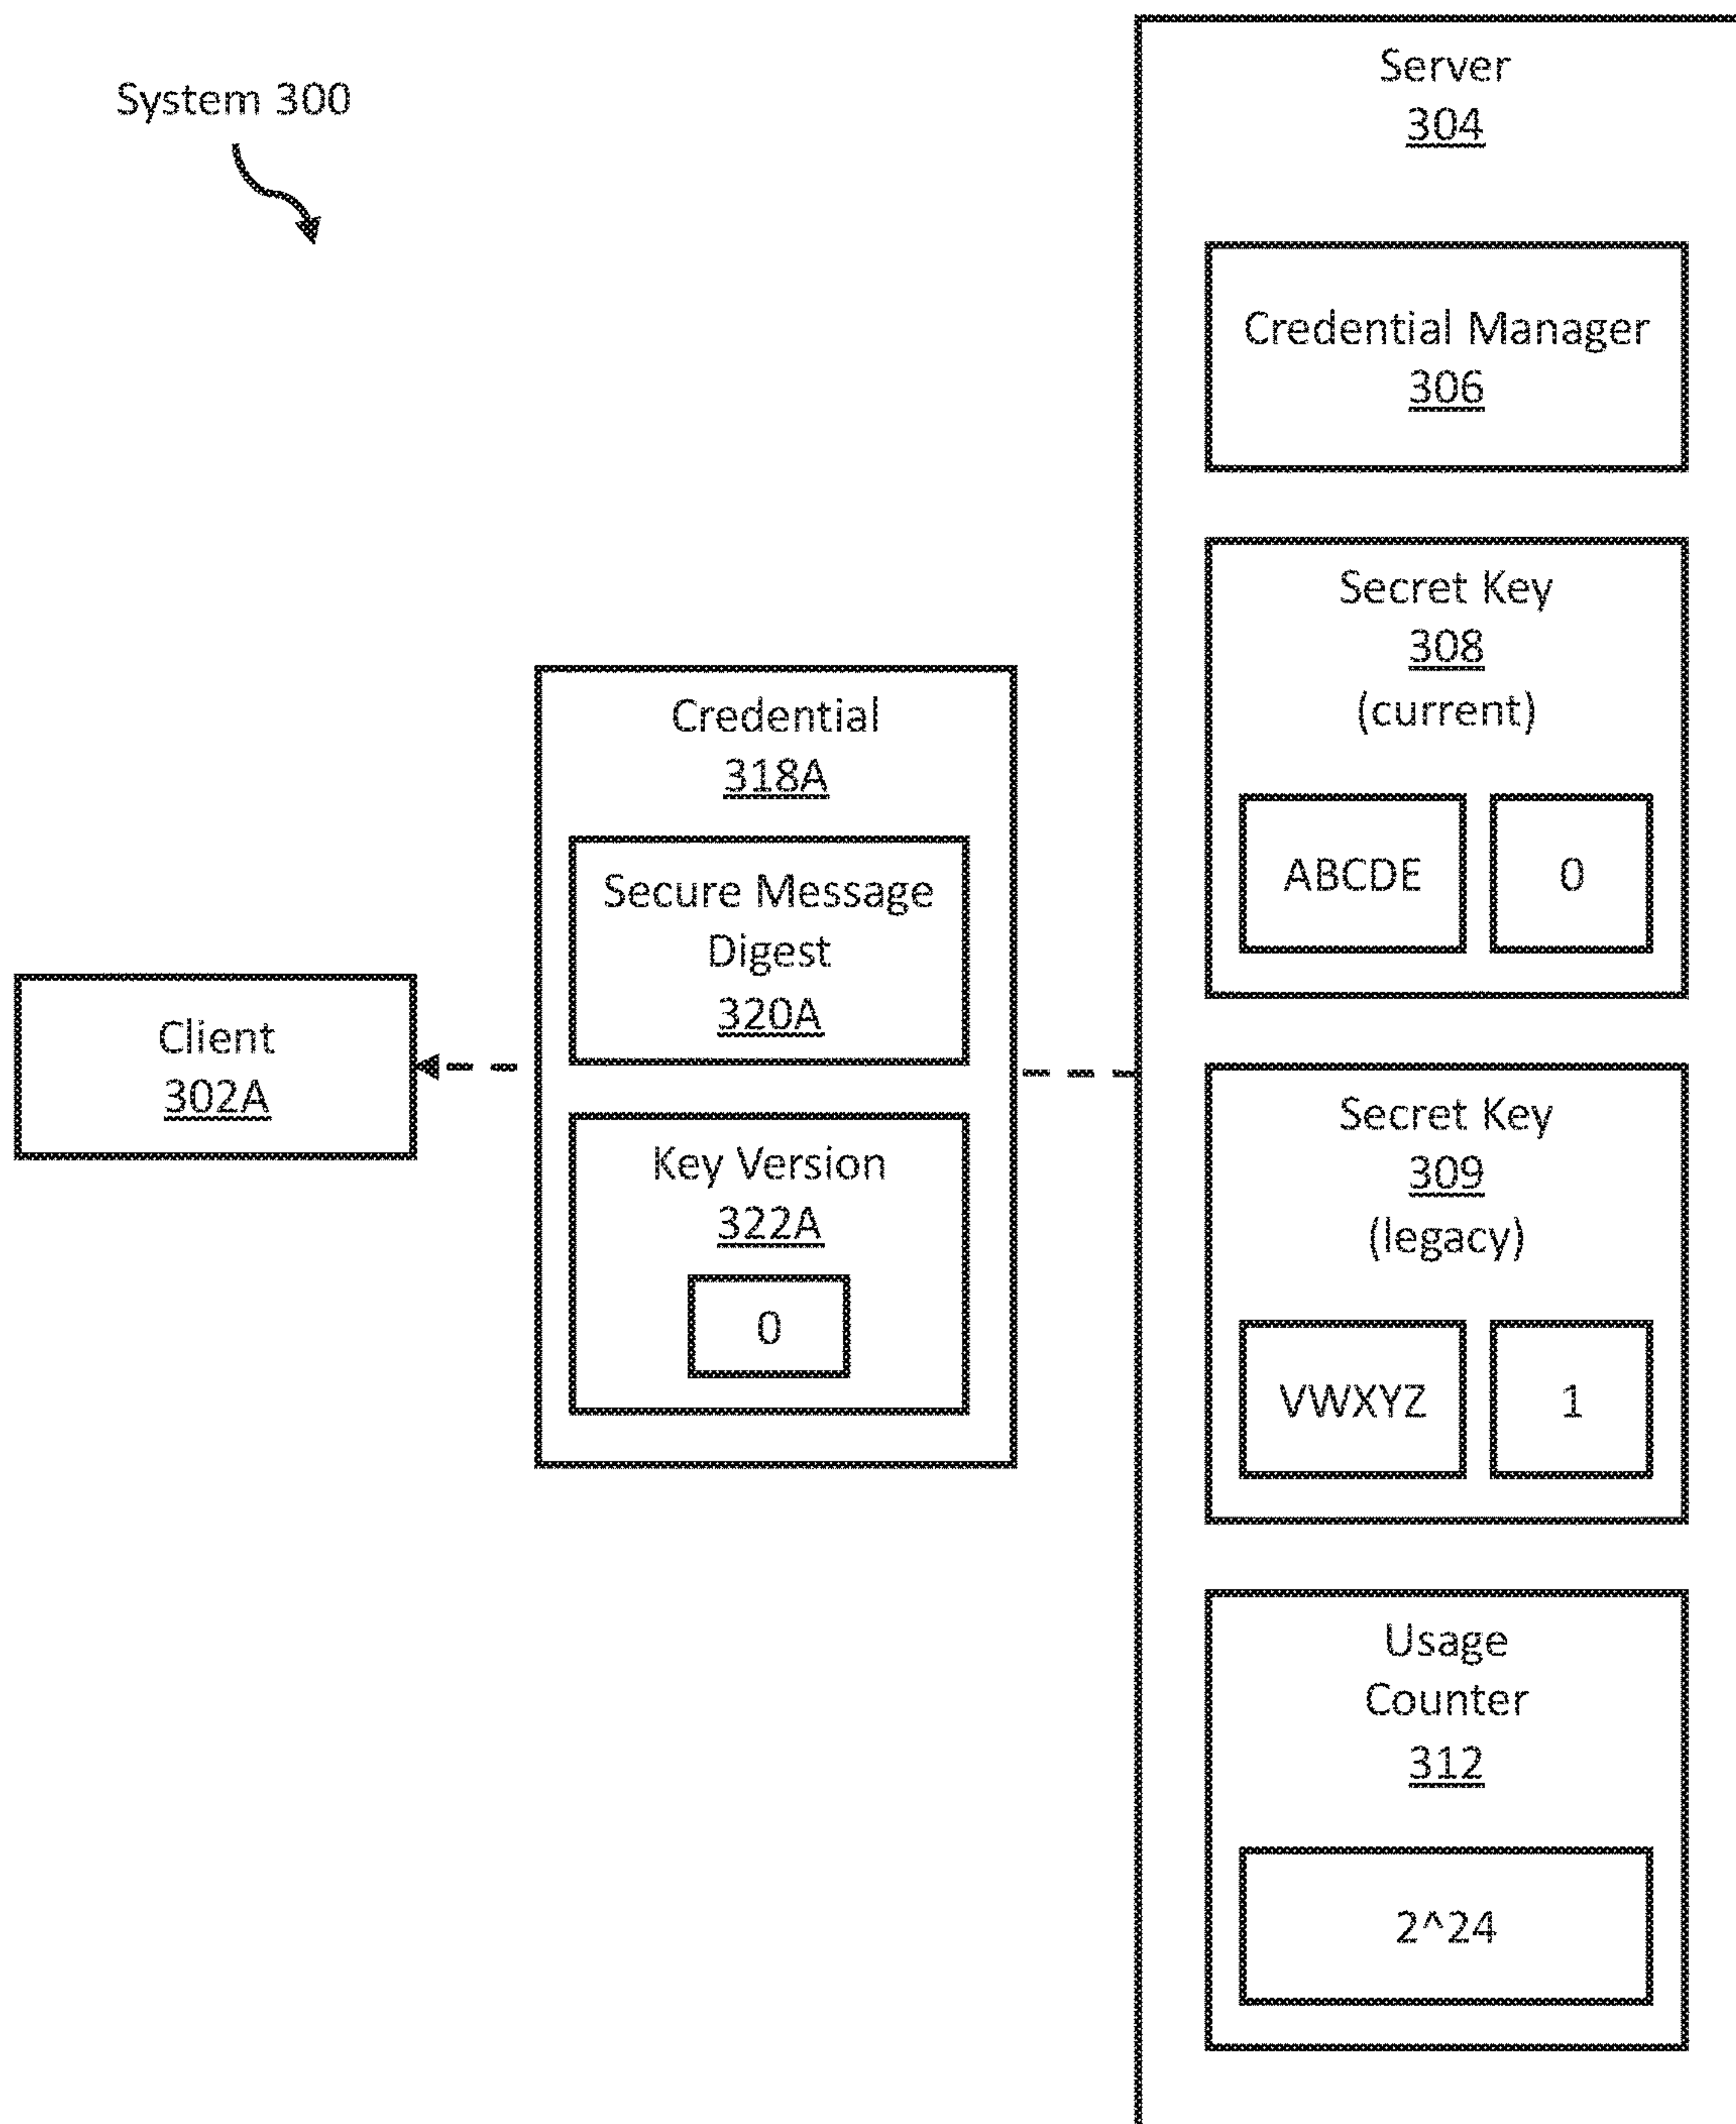 System 300
Server
304
Credential Manager
306
Secret Key
308
(current)
ABCDE
0
Credential
318A
Secure Message
Digest
320A
Key Version
322A
0
Client
302A
Secret Key
309
(legacy)
VWXYZ
1
Usage
Counter
312
2^24